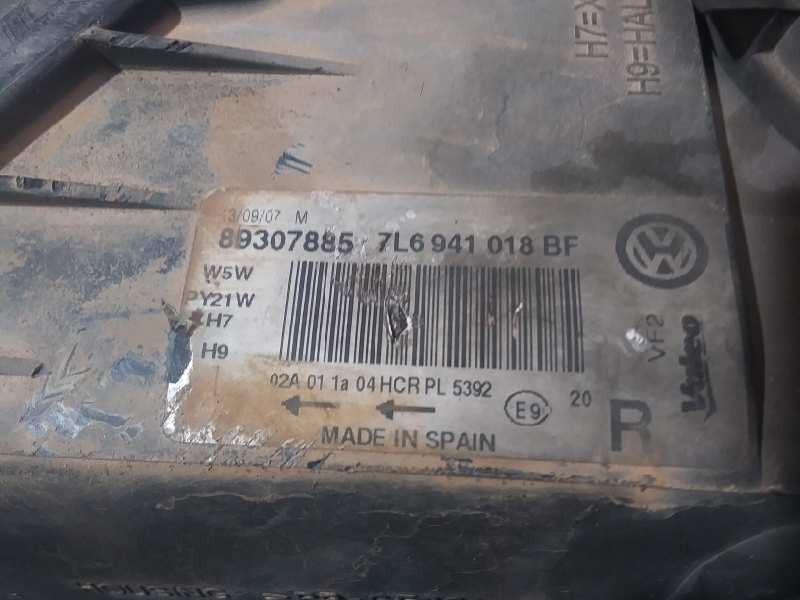 H7=
H9=HAL
3/09/07 M
89307885 7L6 941 018 BF
W5W
PY21W
H7
H9
VF2
Valeo
02A 01 1a 04 HCR PL 5392
E9
20
R
MADE IN SPAIN